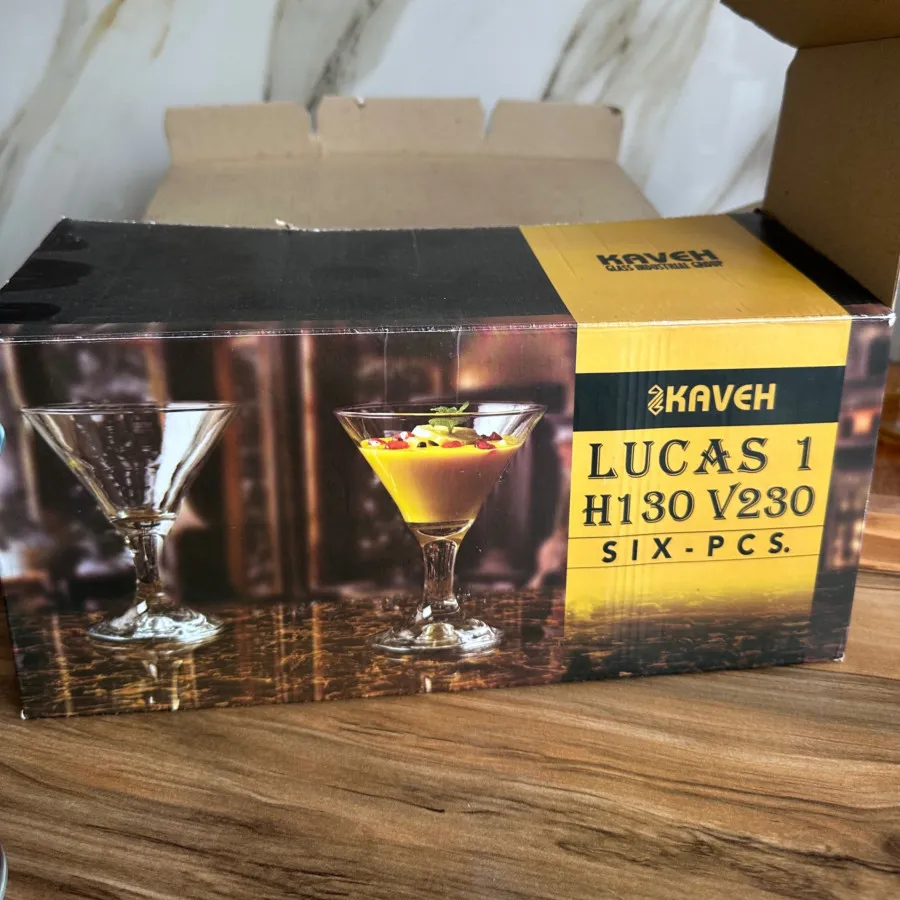 KAVEH
GLASS INDUSTRIAL GROUP
KAVEH
LUCAS 1
H130 V230
SIX-PCS.